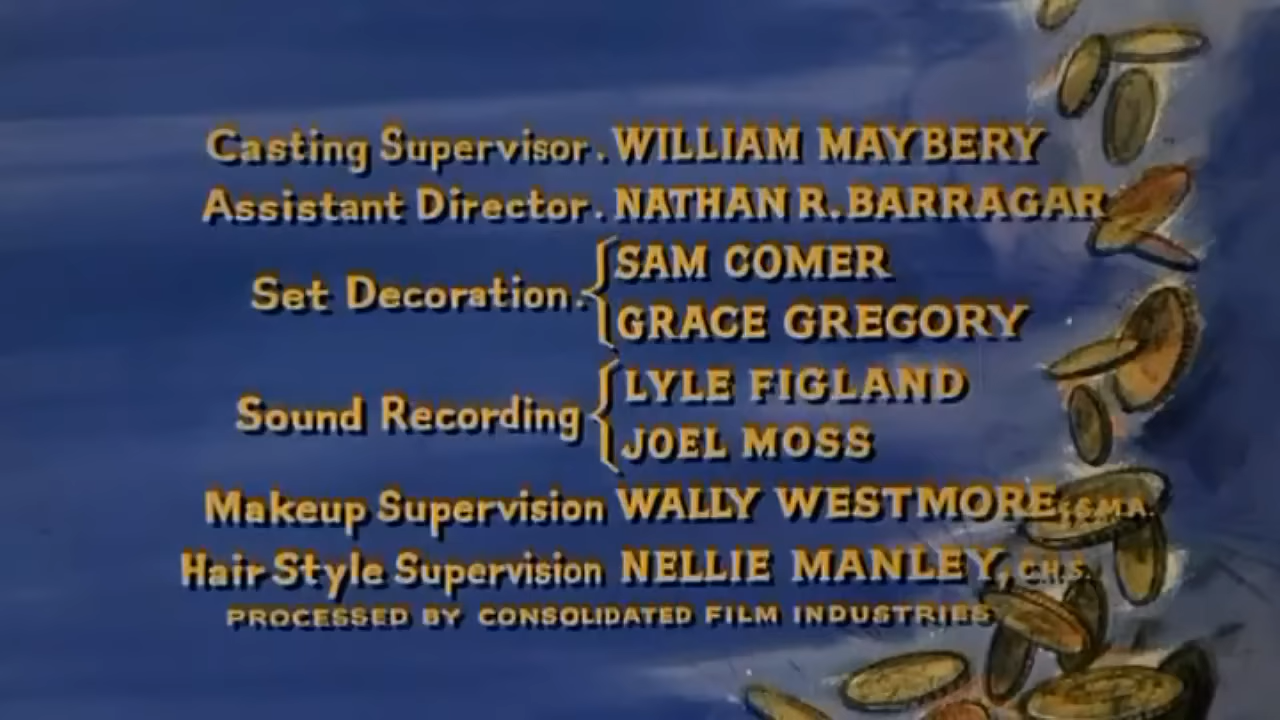 Casting Supervisor. WILLIAM MAYBERY
Assistant Director. NATHAN R. BARRAGAR
Set Decoration. SAM COMER
GRACE GREGORY
Sound Recording LYLE FIGLAND
JOEL MOSS
Makeup Supervision WALLY WESTMORE, S.M.A.
Hair Style Supervision NELLIE MANLEY, C.H.S.
PROCESSED BY CONSOLIDATED FILM INDUSTRIES